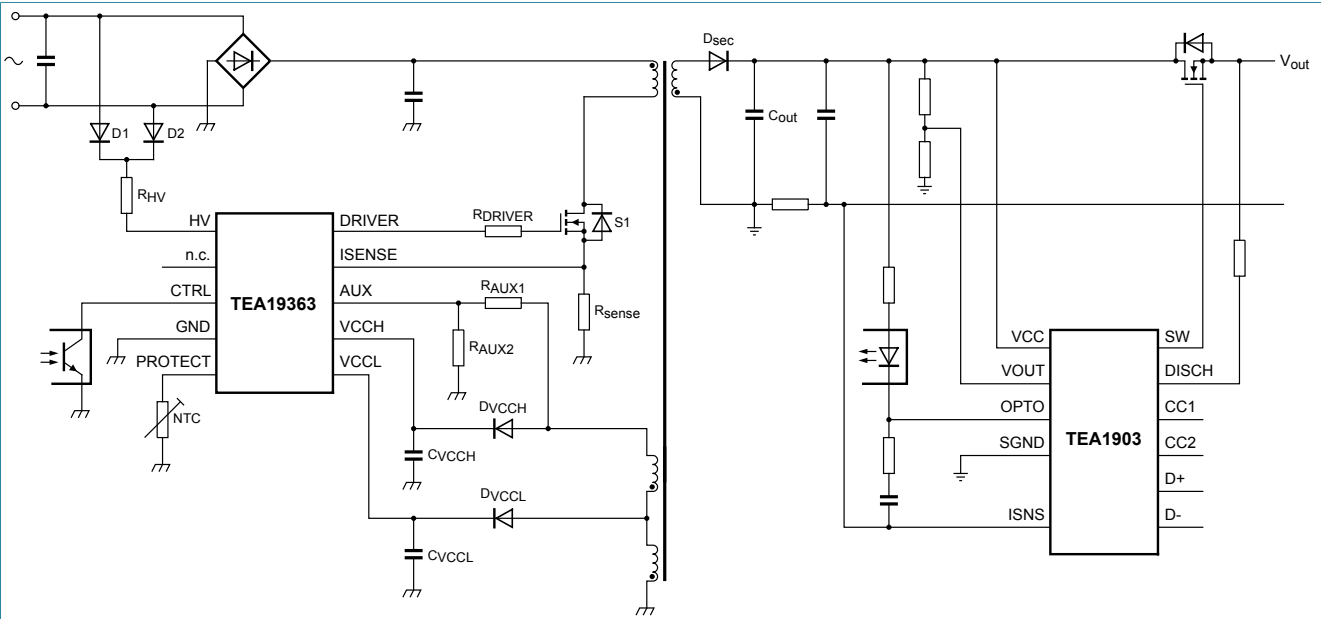 Dsec
Vout
D1
D2
Cout
RHV
HV
DRIVER
RDRIVER
S1
n.c.
ISENSE
CTRL
TEA19363
AUX
RAUX1
Rsense
GND
VCCH
RAUX2
PROTECT
VCCL
NTC
DVCCH
CVCCH
DVCCL
CVCCL
VCC
SW
VOUT
DISCH
OPTO
CC1
TEA1903
SGND
CC2
D+
ISNS
D-